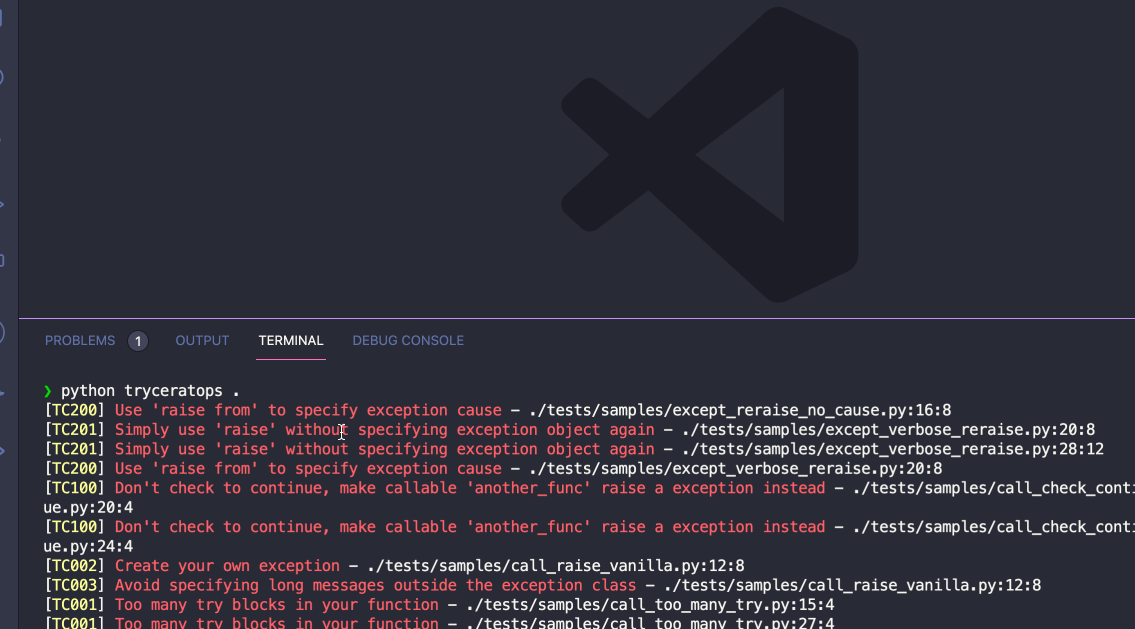 PROBLEMS 1 OUTPUT TERMINAL DEBUG CONSOLE
❯ python tryceratops .
[TC200] Use 'raise from' to specify exception cause – ./tests/samples/except_reraise_no_cause.py:16:8
[TC201] Simply use 'raise' without specifying exception object again – ./tests/samples/except_verbose_reraise.py:20:8
[TC201] Simply use 'raise' without specifying exception object again – ./tests/samples/except_verbose_reraise.py:28:12
[TC200] Use 'raise from' to specify exception cause – ./tests/samples/except_verbose_reraise.py:20:8
[TC100] Don't check to continue, make callable 'another_func' raise a exception instead – ./tests/samples/call_check_conti
ue.py:20:4
[TC100] Don't check to continue, make callable 'another_func' raise a exception instead – ./tests/samples/call_check_conti
ue.py:24:4
[TC002] Create your own exception – ./tests/samples/call_raise_vanilla.py:12:8
[TC003] Avoid specifying long messages outside the exception class – ./tests/samples/call_raise_vanilla.py:12:8
[TC001] Too many try blocks in your function – ./tests/samples/call_too_many_try.py:15:4
[TC001] Too many try blocks in your function – ./tests/samples/call_too_many_try.py:27:4